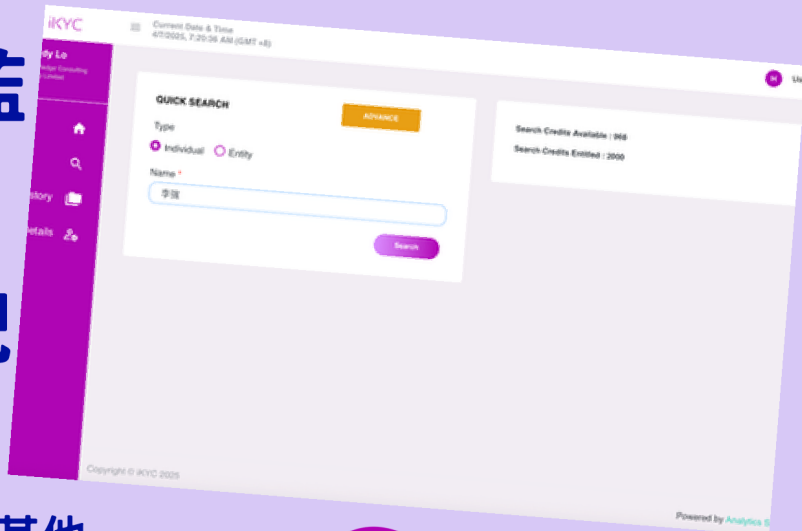 iKYC
Current Date & Time
4/7/2025, 7:20:36 AM (GMT +8)
dy Lo
Limited
story
etails
QUICK SEARCH
ADVANCE
Type
Individual
Entity
Name *
李強
Search
Search Credits Available : 968
Search Credits Entitled : 2000
Copyright © iKYC 2025
Powered by Analytics S
其他